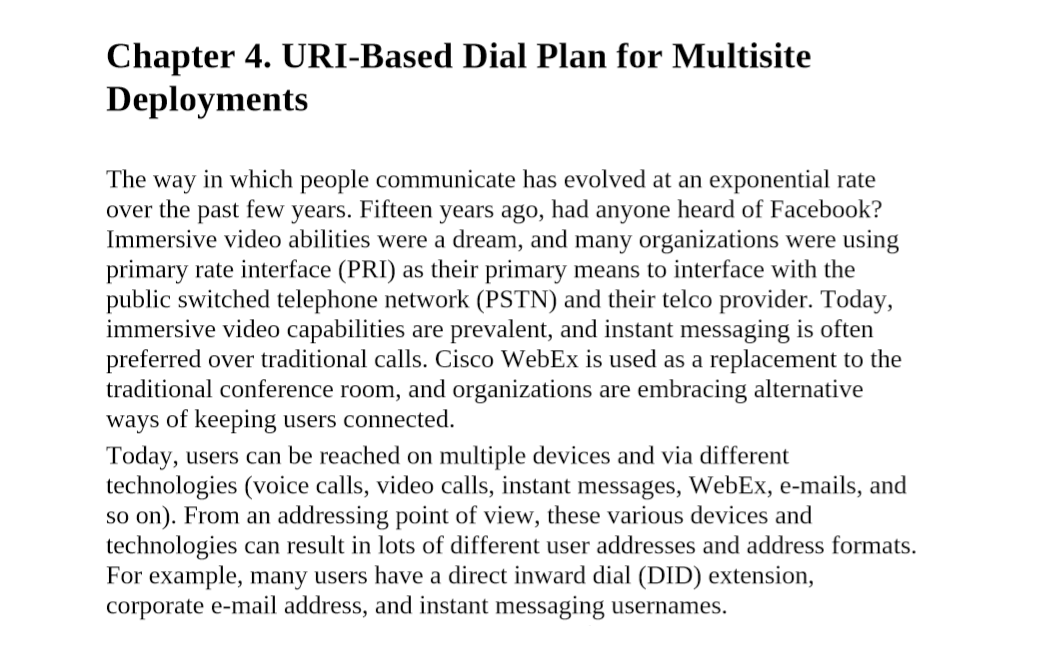 Chapter 4. URI-Based Dial Plan for Multisite
Deployments
The way in which people communicate has evolved at an exponential rate
over the past few years. Fifteen years ago, had anyone heard of Facebook?
Immersive video abilities were a dream, and many organizations were using
primary rate interface (PRI) as their primary means to interface with the
public switched telephone network (PSTN) and their telco provider. Today,
immersive video capabilities are prevalent, and instant messaging is often
preferred over traditional calls. Cisco WebEx is used as a replacement to the
traditional conference room, and organizations are embracing alternative
ways of keeping users connected.
Today, users can be reached on multiple devices and via different
technologies (voice calls, video calls, instant messages, WebEx, e-mails, and
so on). From an addressing point of view, these various devices and
technologies can result in lots of different user addresses and address formats.
For example, many users have a direct inward dial (DID) extension,
corporate e-mail address, and instant messaging usernames.